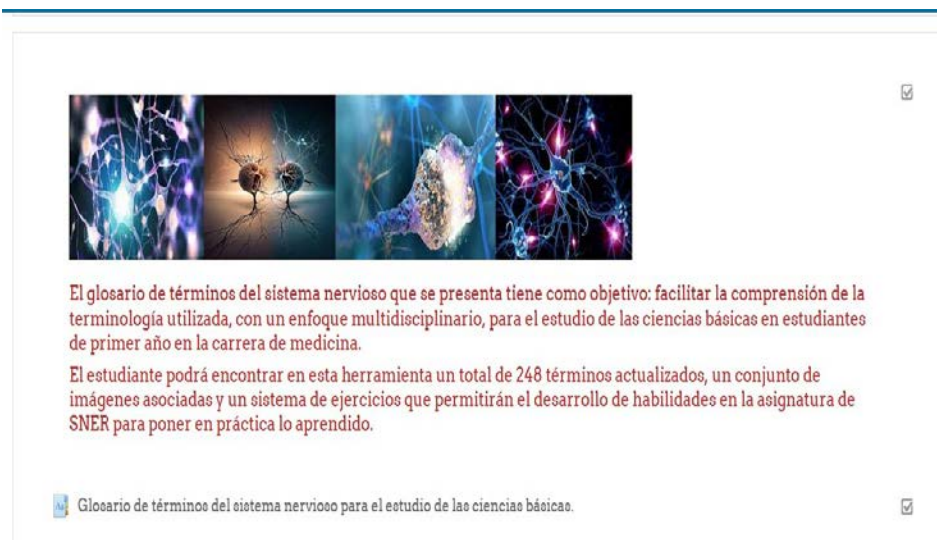 El glosario de términos del sistema nervioso que se presenta tiene como objetivo: facilitar la comprensión de la
terminología utilizada, con un enfoque multidisciplinario, para el estudio de las ciencias básicas en estudiantes
de primer año en la carrera de medicina.
El estudiante podrá encontrar en esta herramienta un total de 248 términos actualizados, un conjunto de
imágenes asociadas y un sistema de ejercicios que permitirán el desarrollo de habilidades en la asignatura de
SNER para poner en práctica lo aprendido.
Glosario de términos del sistema nervioso para el estudio de las ciencias básicas.